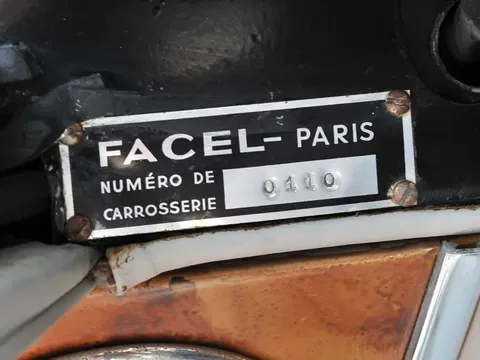 FACEL- PARIS
NUMÉRO DE
CARROSSERIE 0110